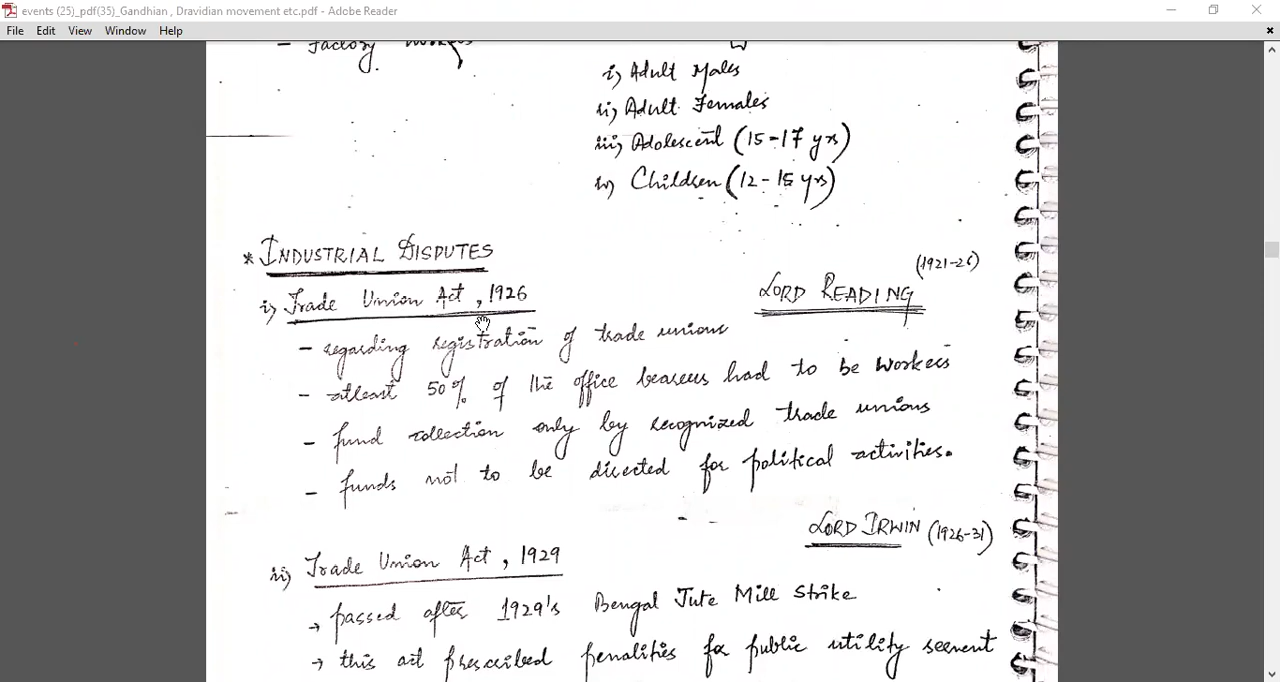 events (25)_pdf(35)_Gandhian , Dravidian movement etc.pdf - Adobe Reader
File Edit View Window Help
- Factory workers
i) Adult Males
ii) Adult Females
iii) Adolescent (15-17 yrs)
iv) Children (12-15 yrs)
* INDUSTRIAL DISPUTES
(1921-26)
i) Trade Union Act, 1926 LORD READING
- regarding registration of trade unions
- atleast 50% of the office bearers had to be workers
- fund collection only by recognized trade unions
- funds not to be directed for political activities.
LORD IRWIN (1926-31)
ii) Trade Union Act, 1929
→ passed after 1929's Bengal Jute Mill Strike
→ this act prescribed penalities for public utility servent